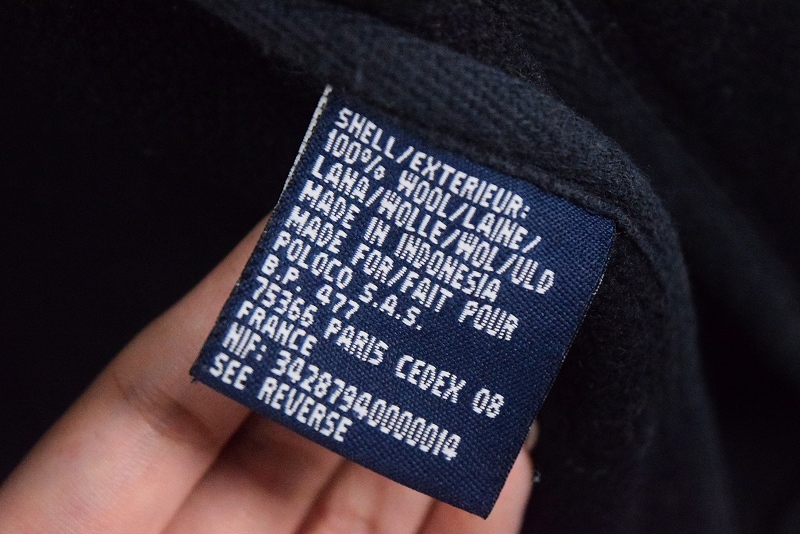 SHELL/EXTERIEUR:
100% WOOL/LAINE/
LANA/WOLLE/WOL/ULD
MADE IN INDONESIA
MADE FOR/FAIT POUR
POLOCO S.A.S.
B.P. 477
75366 PARIS CEDEX 08
FRANCE
NIF: 34287940000014
SEE REVERSE